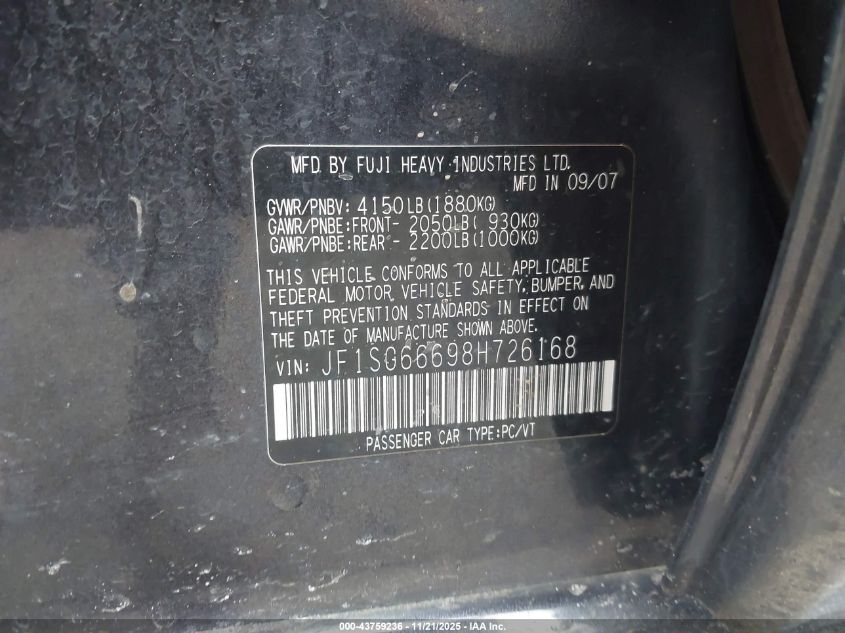 MFD BY FUJI HEAVY INDUSTRIES LTD.
MFD IN 09/07
GVWR/PNBV: 4150LB(1880KG)
GAWR/PNBE:FRONT- 2050LB( 930KG)
GAWR/PNBE:REAR - 2200LB(1000KG)
THIS VEHICLE CONFORMS TO ALL APPLICABLE
FEDERAL MOTOR VEHICLE SAFETY, BUMPER, AND
THEFT PREVENTION STANDARDS IN EFFECT ON
THE DATE OF MANUFACTURE SHOWN ABOVE.
VIN: JF1SG66698H726168
PASSENGER CAR TYPE:PC/VT
000-43759236 - 11/21/2025 - IAA Inc.